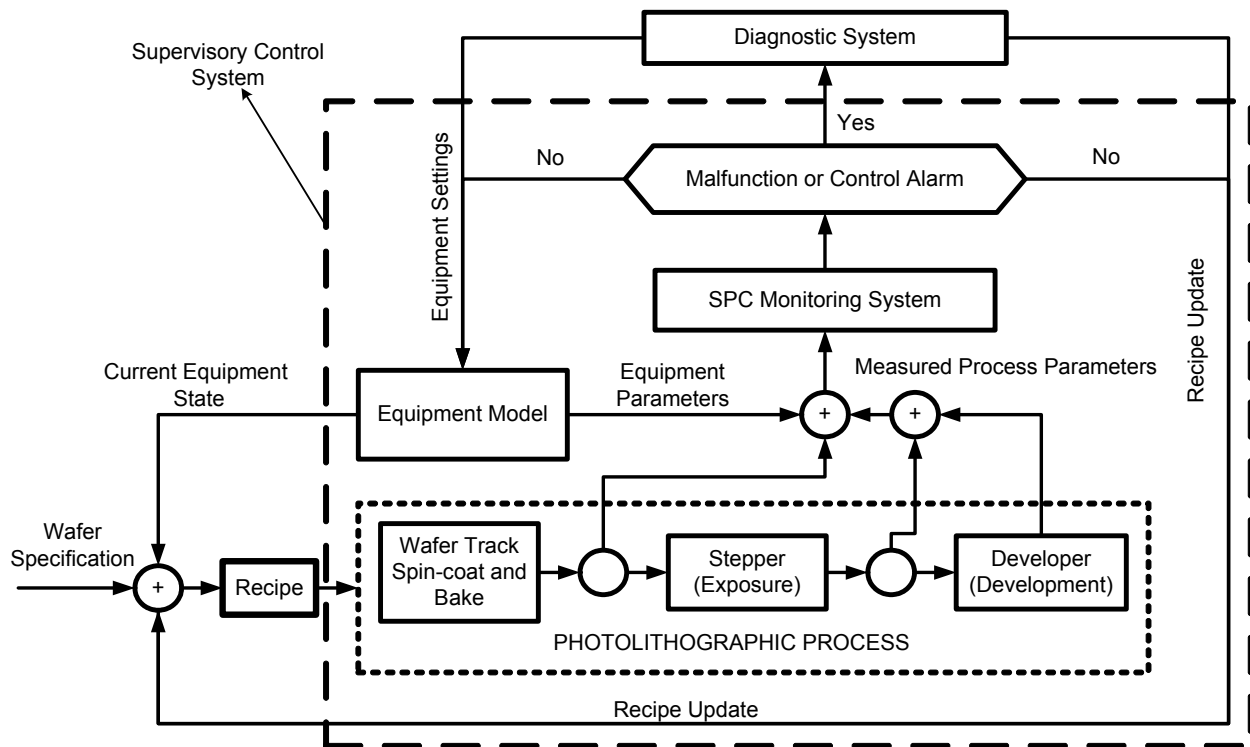 Diagnostic System
Supervisory Control
System
Yes
No
No
Malfunction or Control Alarm
Equipment Settings
SPC Monitoring System
Recipe Update
Current Equipment
State
Equipment
Parameters
Measured Process Parameters
Equipment Model
+
+
Wafer
Specification
+
Recipe
Wafer Track
Spin-coat and
Bake
Stepper
(Exposure)
Developer
(Development)
PHOTOLITHOGRAPHIC PROCESS
Recipe Update